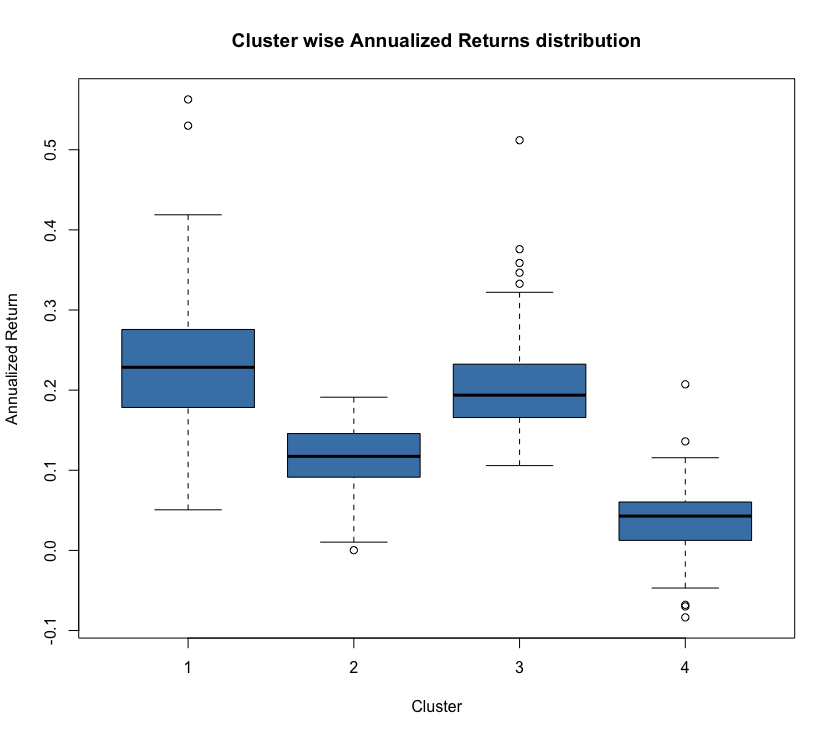 Cluster wise Annualized Returns distribution
Annualized Return
0.5
0.4
0.3
0.2
0.1
0.0
-0.1
1 2 3 4
Cluster